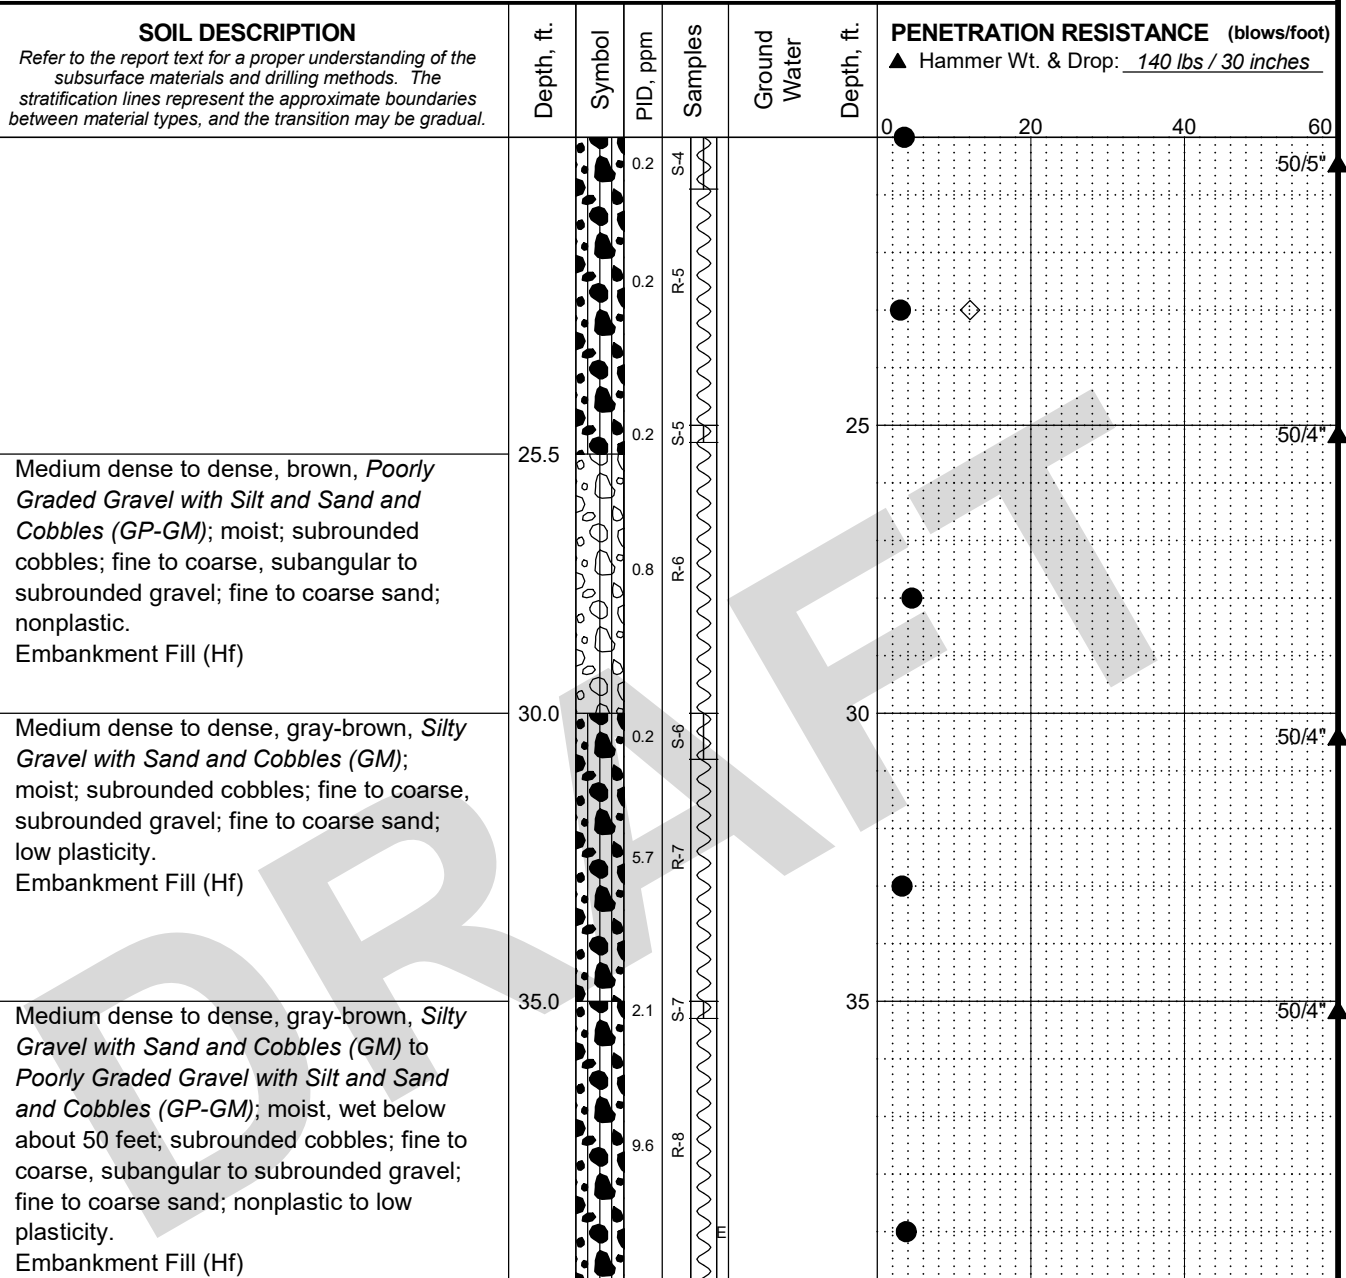 SOIL DESCRIPTION
Refer to the report text for a proper understanding of the
subsurface materials and drilling methods. The
stratification lines represent the approximate boundaries
between material types, and the transition may be gradual.
Depth, ft.
Symbol
PID, ppm
Samples
Ground
Water
Depth, ft.
PENETRATION RESISTANCE (blows/foot)
▲ Hammer Wt. & Drop: 140 lbs / 30 inches
0 20 40 60
0.2 S-4 50/5"
0.2 R-5
0.2 S-5 25 50/4"
25.5
Medium dense to dense, brown, Poorly
Graded Gravel with Silt and Sand and
Cobbles (GP-GM); moist; subrounded
cobbles; fine to coarse, subangular to
subrounded gravel; fine to coarse sand;
nonplastic.
Embankment Fill (Hf)
0.8 R-6
30.0 30
Medium dense to dense, gray-brown, Silty
Gravel with Sand and Cobbles (GM);
moist; subrounded cobbles; fine to coarse,
subrounded gravel; fine to coarse sand;
low plasticity.
Embankment Fill (Hf)
0.2 S-6 50/4"
5.7 R-7
35.0 35
Medium dense to dense, gray-brown, Silty
Gravel with Sand and Cobbles (GM) to
Poorly Graded Gravel with Silt and Sand
and Cobbles (GP-GM); moist, wet below
about 50 feet; subrounded cobbles; fine to
coarse, subangular to subrounded gravel;
fine to coarse sand; nonplastic to low
plasticity.
Embankment Fill (Hf)
2.1 S-7 50/4"
9.6 R-8
E
DRAFT